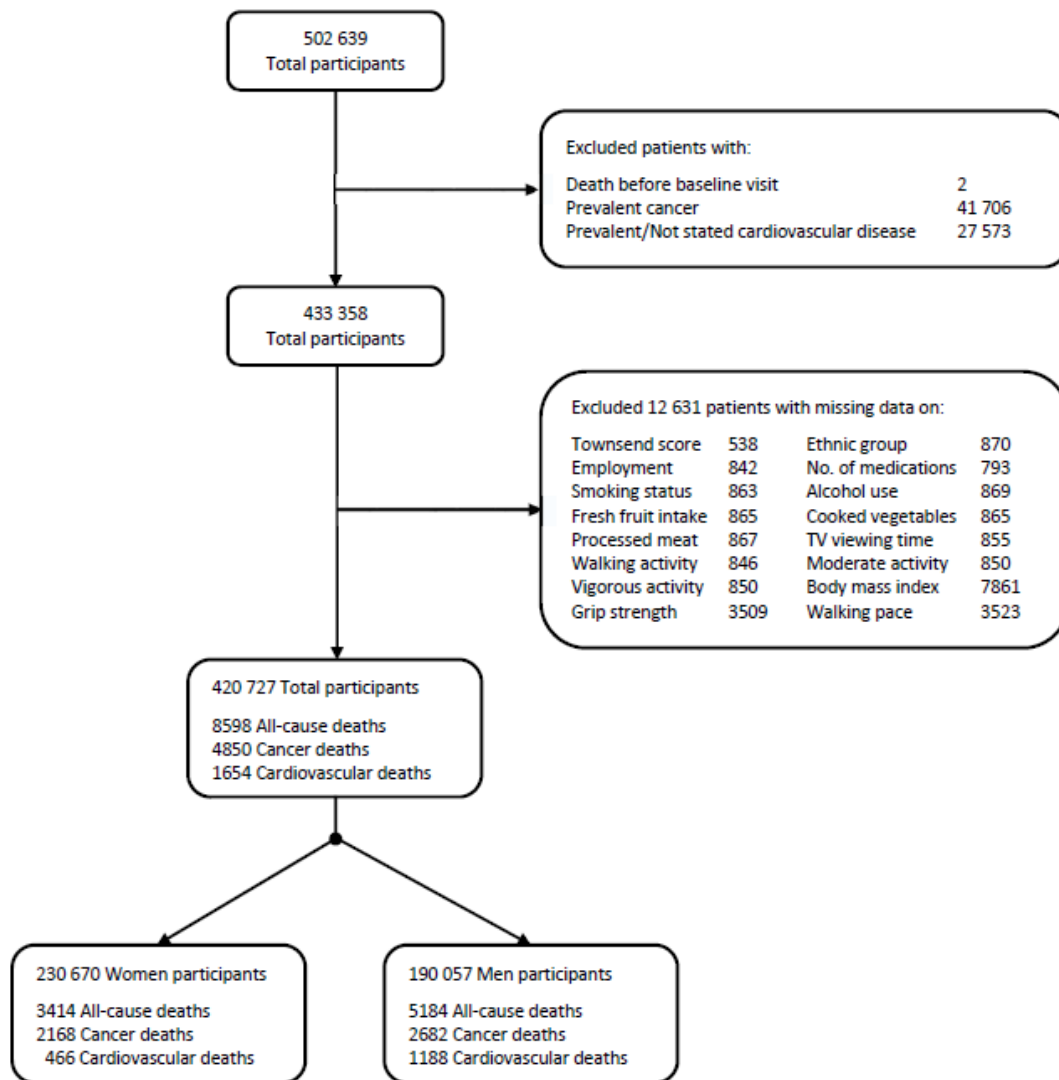 502 639
Total participants
Excluded patients with:
Death before baseline visit 2
Prevalent cancer 41 706
Prevalent/Not stated cardiovascular disease 27 573
433 358
Total participants
Excluded 12 631 patients with missing data on:
Townsend score 538 Ethnic group 870
Employment 842 No. of medications 793
Smoking status 863 Alcohol use 869
Fresh fruit intake 865 Cooked vegetables 865
Processed meat 867 TV viewing time 855
Walking activity 846 Moderate activity 850
Vigorous activity 850 Body mass index 7861
Grip strength 3509 Walking pace 3523
420 727 Total participants
8598 All-cause deaths
4850 Cancer deaths
1654 Cardiovascular deaths
230 670 Women participants
3414 All-cause deaths
2168 Cancer deaths
466 Cardiovascular deaths
190 057 Men participants
5184 All-cause deaths
2682 Cancer deaths
1188 Cardiovascular deaths